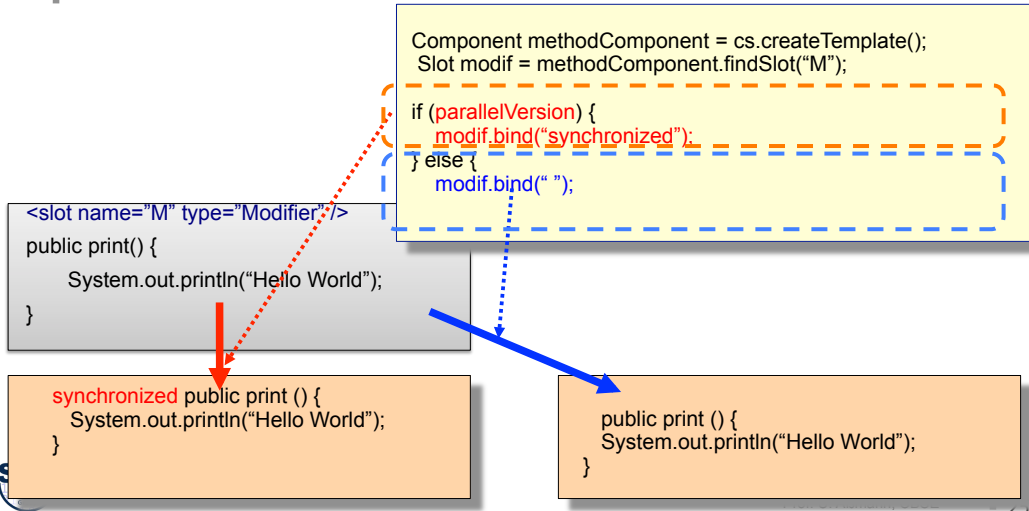 Component methodComponent = cs.createTemplate();
Slot modif = methodComponent.findSlot(“M”);
if (parallelVersion) {
modif.bind(“synchronized”);
} else {
modif.bind(“ ”);
<slot name=”M” type=”Modifier” />
public print() {
System.out.println(“Hello World”);
}
synchronized public print () {
System.out.println(“Hello World”);
}
public print () {
System.out.println(“Hello World”);
}